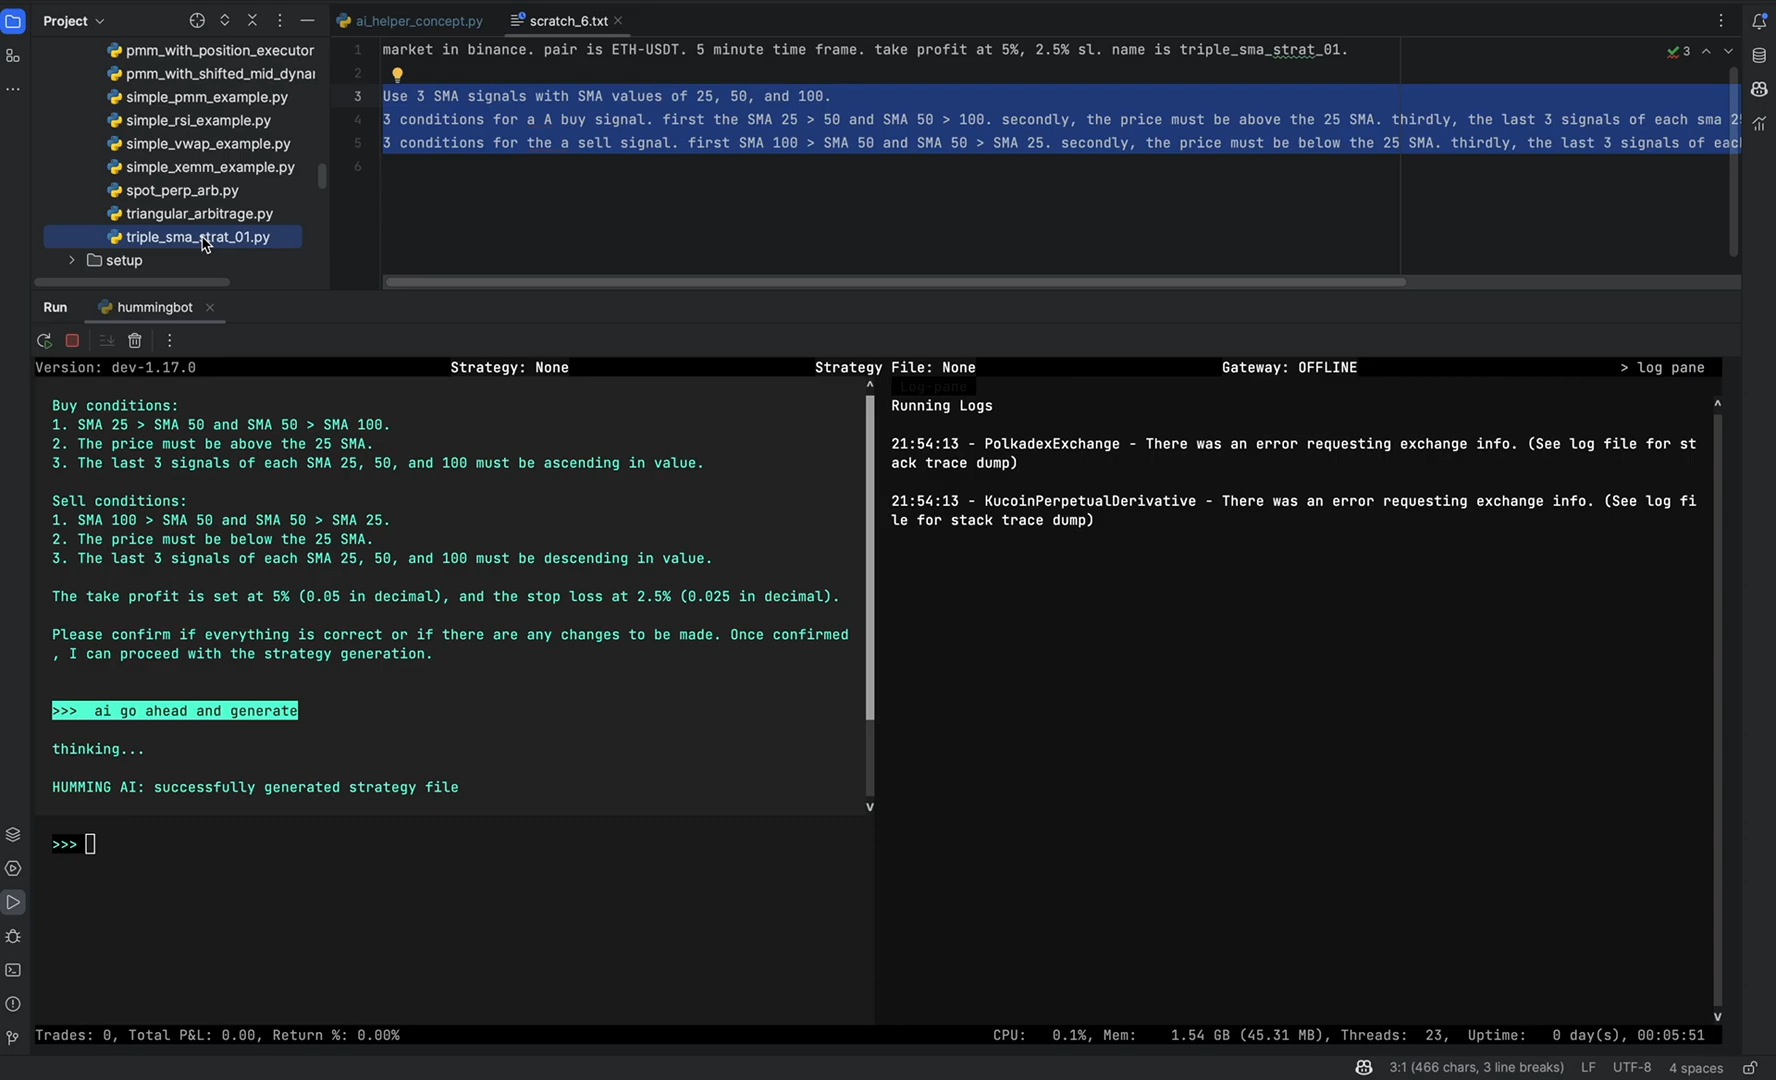 Project
ai_helper_concept.py
scratch_6.txt
pmm_with_position_executor
pmm_with_shifted_mid_dynar
simple_pmm_example.py
simple_rsi_example.py
simple_vwap_example.py
simple_xemm_example.py
spot_perp_arb.py
triangular_arbitrage.py
triple_sma_strat_01.py
setup
1 market in binance. pair is ETH-USDT. 5 minute time frame. take profit at 5%, 2.5% sl. name is triple_sma_strat_01.
3
2
3 Use 3 SMA signals with SMA values of 25, 50, and 100.
4 3 conditions for a A buy signal. first the SMA 25 > 50 and SMA 50 > 100. secondly, the price must be above the 25 SMA. thirdly, the last 3 signals of each sma 2
5 3 conditions for the a sell signal. first SMA 100 > SMA 50 and SMA 50 > SMA 25. secondly, the price must be below the 25 SMA. thirdly, the last 3 signals of eac
6
Run
hummingbot
Version: dev-1.17.0 Strategy: None Strategy File: None Gateway: OFFLINE > log pane
Log-pane
Buy conditions:
1. SMA 25 > SMA 50 and SMA 50 > SMA 100.
2. The price must be above the 25 SMA.
3. The last 3 signals of each SMA 25, 50, and 100 must be ascending in value.
Sell conditions:
1. SMA 100 > SMA 50 and SMA 50 > SMA 25.
2. The price must be below the 25 SMA.
3. The last 3 signals of each SMA 25, 50, and 100 must be descending in value.
The take profit is set at 5% (0.05 in decimal), and the stop loss at 2.5% (0.025 in decimal).
Please confirm if everything is correct or if there are any changes to be made. Once confirmed
, I can proceed with the strategy generation.
>>> ai go ahead and generate
thinking...
HUMMING AI: successfully generated strategy file
>>>
Running Logs
21:54:13 - PolkadexExchange - There was an error requesting exchange info. (See log file for st
ack trace dump)
21:54:13 - KucoinPerpetualDerivative - There was an error requesting exchange info. (See log fi
le for stack trace dump)
Trades: 0, Total P&L: 0.00, Return %: 0.00% CPU: 0.1%, Mem: 1.54 GB (45.31 MB), Threads: 23, Uptime: 0 day(s), 00:05:51
3:1 (466 chars, 3 line breaks) LF UTF-8 4 spaces